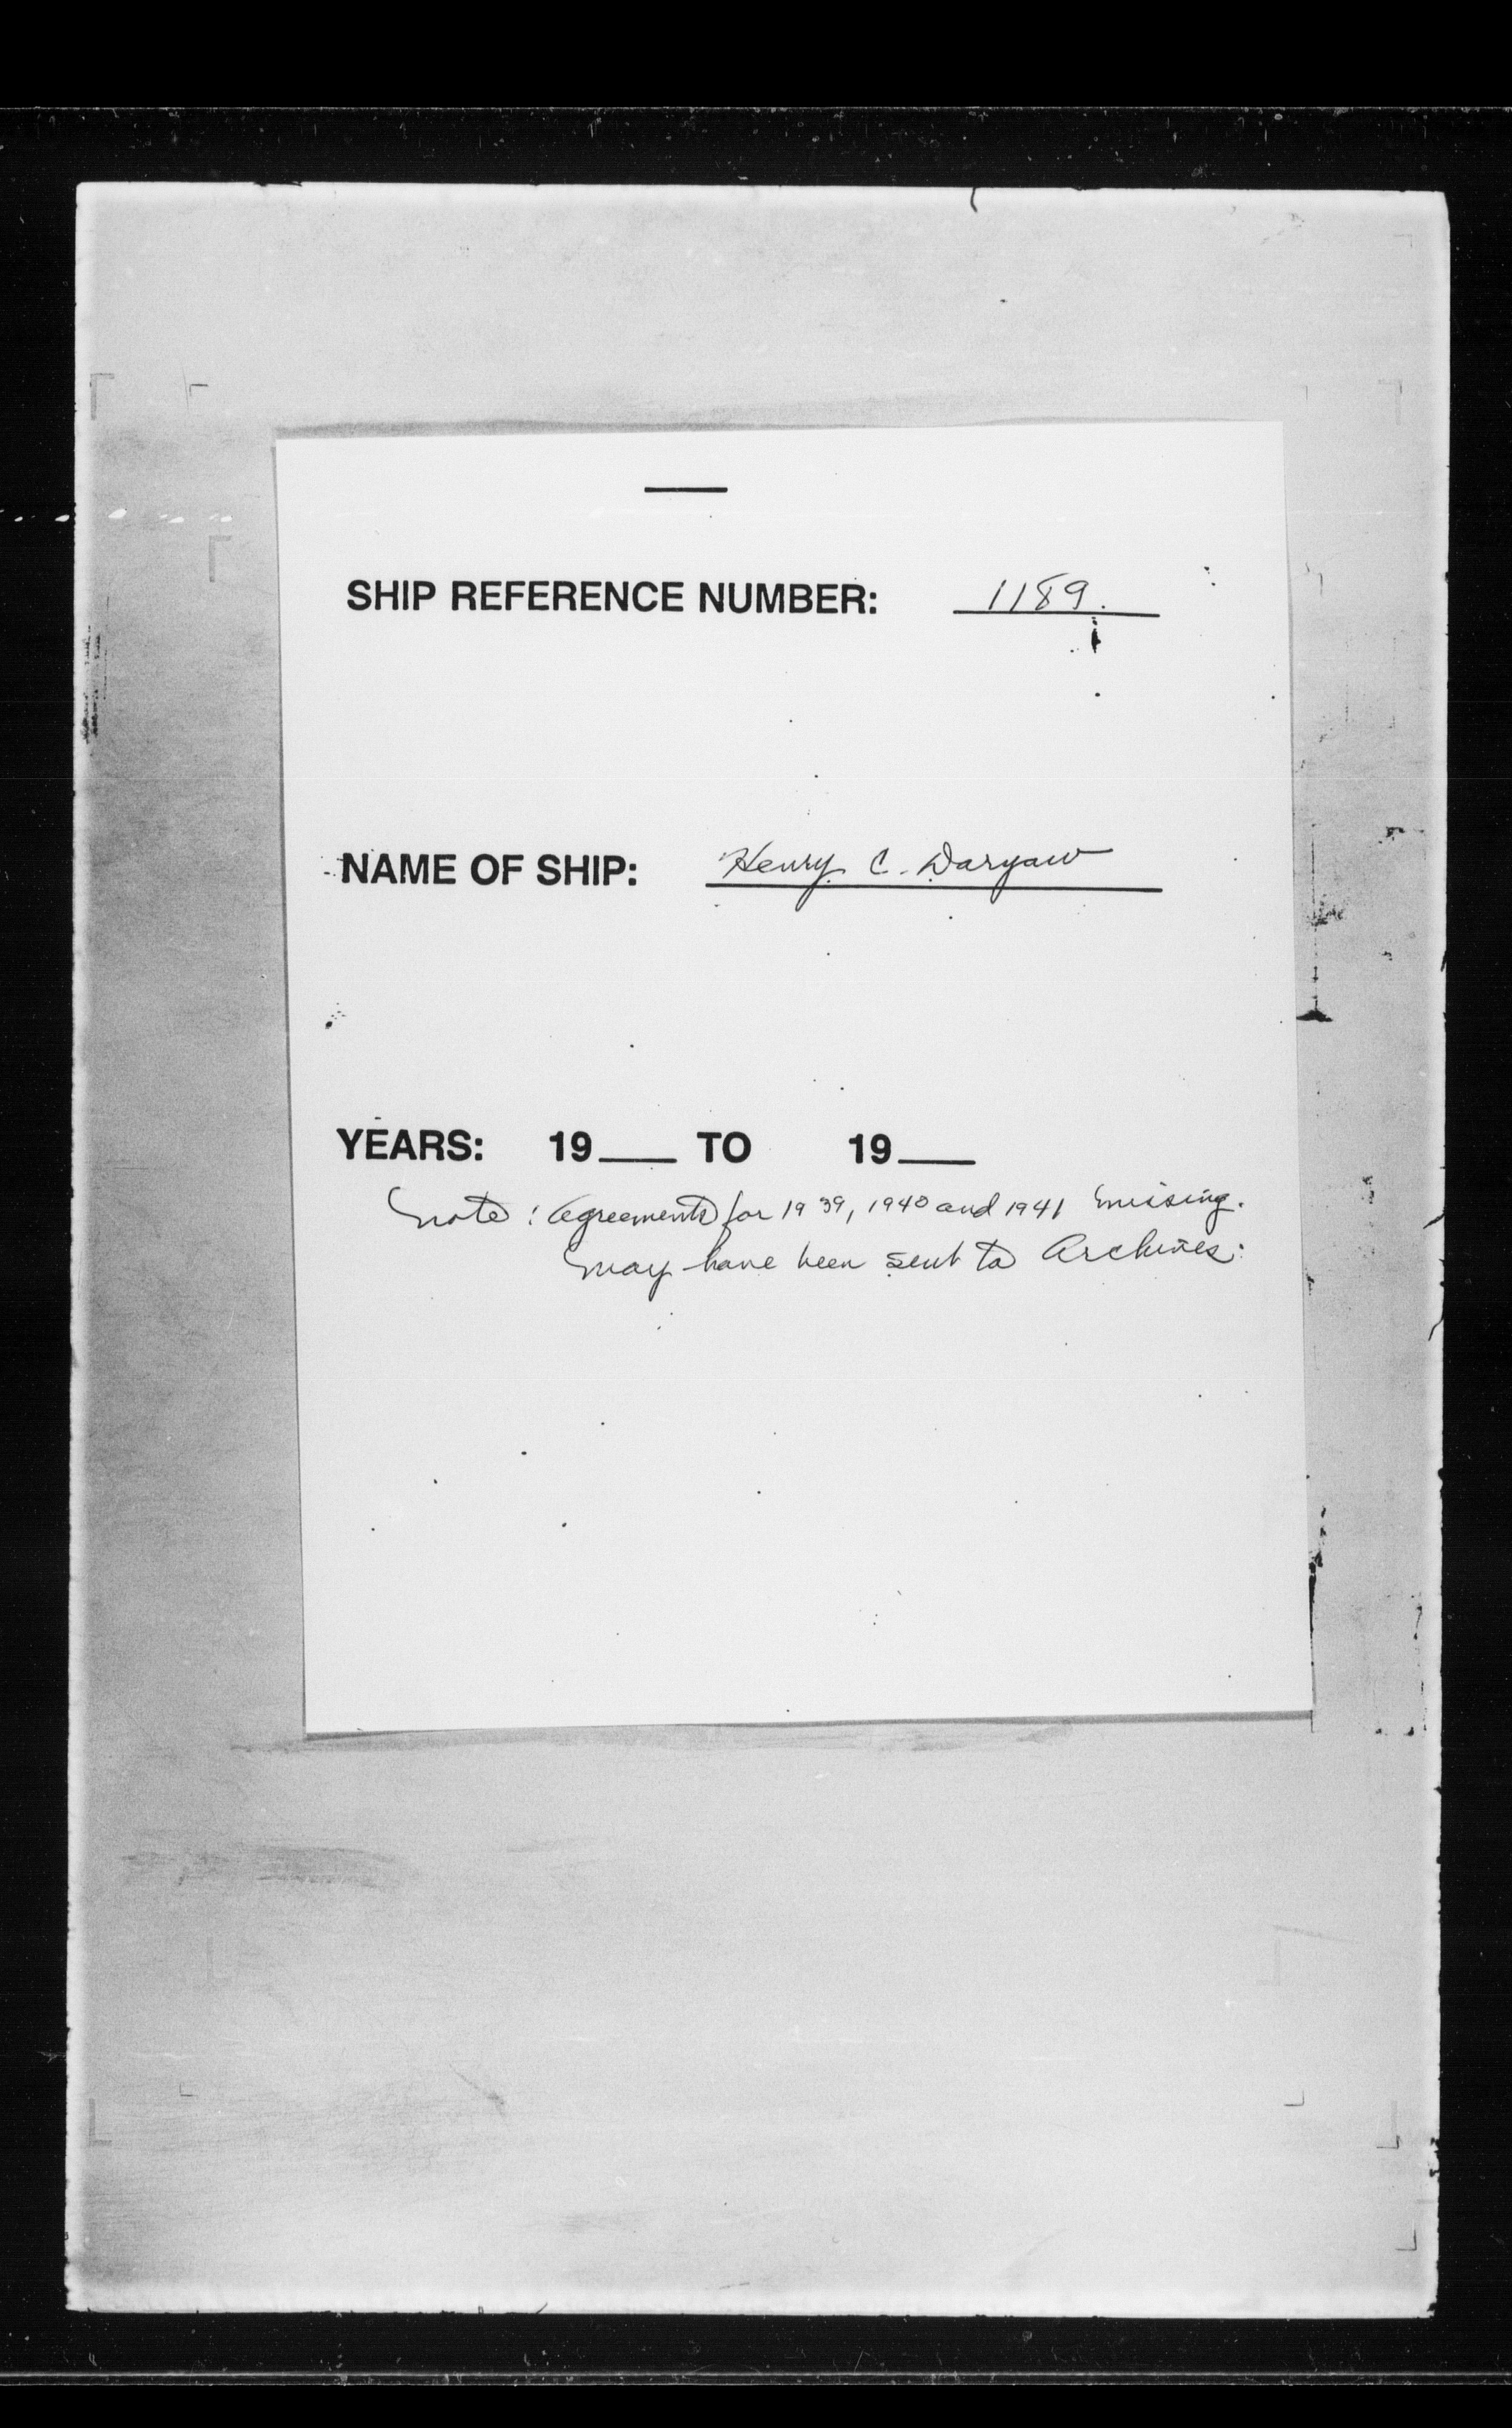 SHIP REFERENCE NUMBER: 1189.
NAME OF SHIP: Henry C. Daryaw
YEARS: 19___ TO 19___
Note: Agreements for 1939, 1940 and 1941 missing.
May have been sent to Archives.